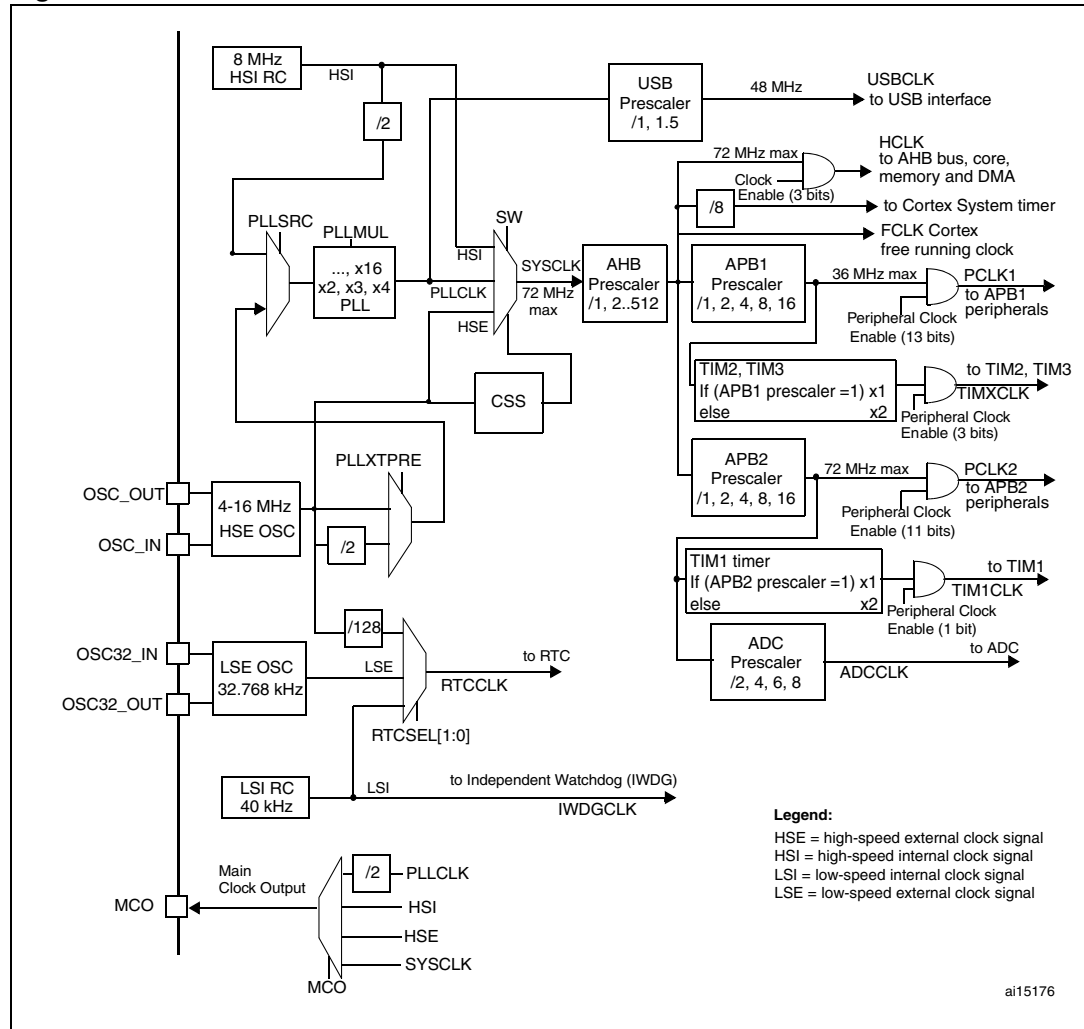 8 MHz
HSI RC
HSI
/2
USB
Prescaler
/1, 1.5
48 MHz
USBCLK
to USB interface
72 MHz max
Clock
Enable (3 bits)
HCLK
to AHB bus, core,
memory and DMA
/8
to Cortex System timer
FCLK Cortex
free running clock
PLLSRC
PLLMUL
..., x16
x2, x3, x4
PLL
SW
HSI
PLLCLK
HSE
SYSCLK
72 MHz
max
AHB
Prescaler
/1, 2..512
APB1
Prescaler
/1, 2, 4, 8, 16
36 MHz max
PCLK1
to APB1
peripherals
Peripheral Clock
Enable (13 bits)
TIM2, TIM3
If (APB1 prescaler =1) x1
else x2
to TIM2, TIM3
TIMXCLK
Peripheral Clock
Enable (3 bits)
CSS
PLLXTPRE
OSC_OUT
OSC_IN
4-16 MHz
HSE OSC
/2
APB2
Prescaler
/1, 2, 4, 8, 16
72 MHz max
PCLK2
to APB2
peripherals
Peripheral Clock
Enable (11 bits)
TIM1 timer
If (APB2 prescaler =1) x1
else x2
to TIM1
TIM1CLK
Peripheral Clock
Enable (1 bit)
/128
OSC32_IN
OSC32_OUT
LSE OSC
32.768 kHz
LSE
to RTC
RTCCLK
RTCSEL[1:0]
ADC
Prescaler
/2, 4, 6, 8
to ADC
ADCCLK
LSI RC
40 kHz
LSI
to Independent Watchdog (IWDG)
IWDGCLK
Legend:
HSE = high-speed external clock signal
HSI = high-speed internal clock signal
LSI = low-speed internal clock signal
LSE = low-speed external clock signal
MCO
Main
Clock Output
/2
PLLCLK
HSI
HSE
SYSCLK
MCO
ai15176